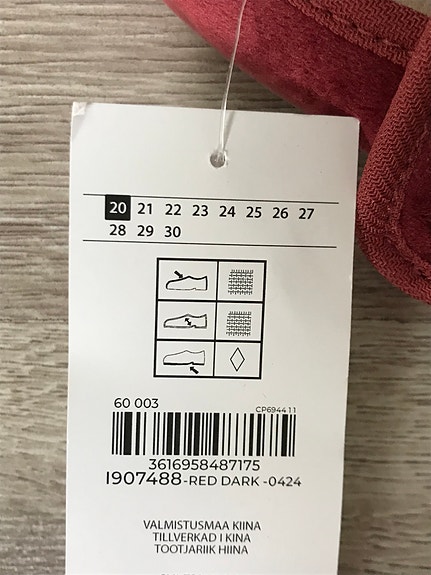 20 21 22 23 24 25 26 27
28 29 30
60 003
CP694411
3616958487175
I907488-RED DARK -0424
VALMISTUSMAA KIINA
TILLVERKAD I KINA
TOOTJARIIK HIINA